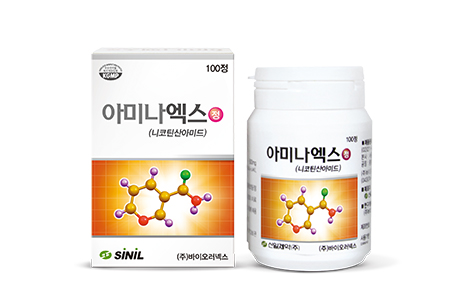 KGMP
100정
아미나엑스 정
(니코틴산아미드)
SINIL
(주)바이오러넥스
100정
아미나엑스 정
(니코틴산아미드)
신일제약(주)
(주)바이오러넥스